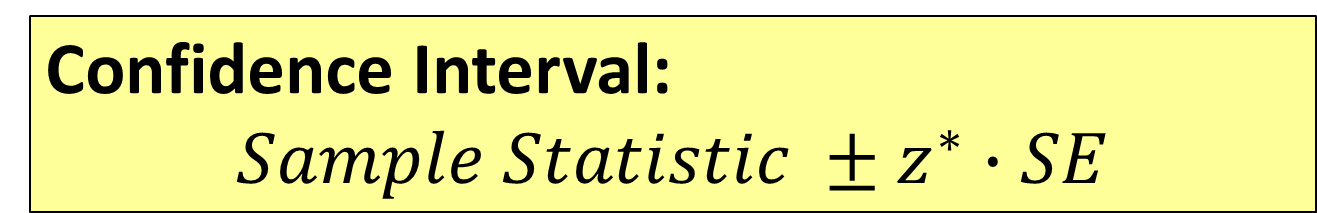 Confidence Interval:
Sample Statistic ± z* · SE